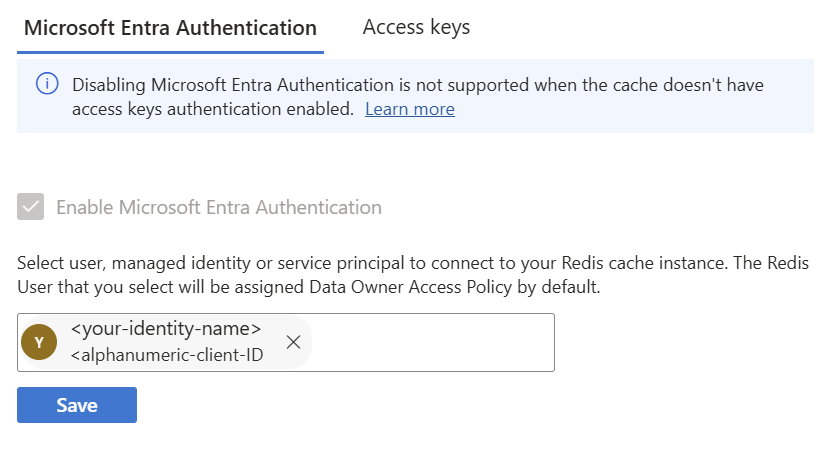 Microsoft Entra Authentication Access keys
Disabling Microsoft Entra Authentication is not supported when the cache doesn't have
access keys authentication enabled. Learn more
Enable Microsoft Entra Authentication
Select user, managed identity or service principal to connect to your Redis cache instance. The Redis
User that you select will be assigned Data Owner Access Policy by default.
Y
<your-identity-name>
<alphanumeric-client-ID
Save